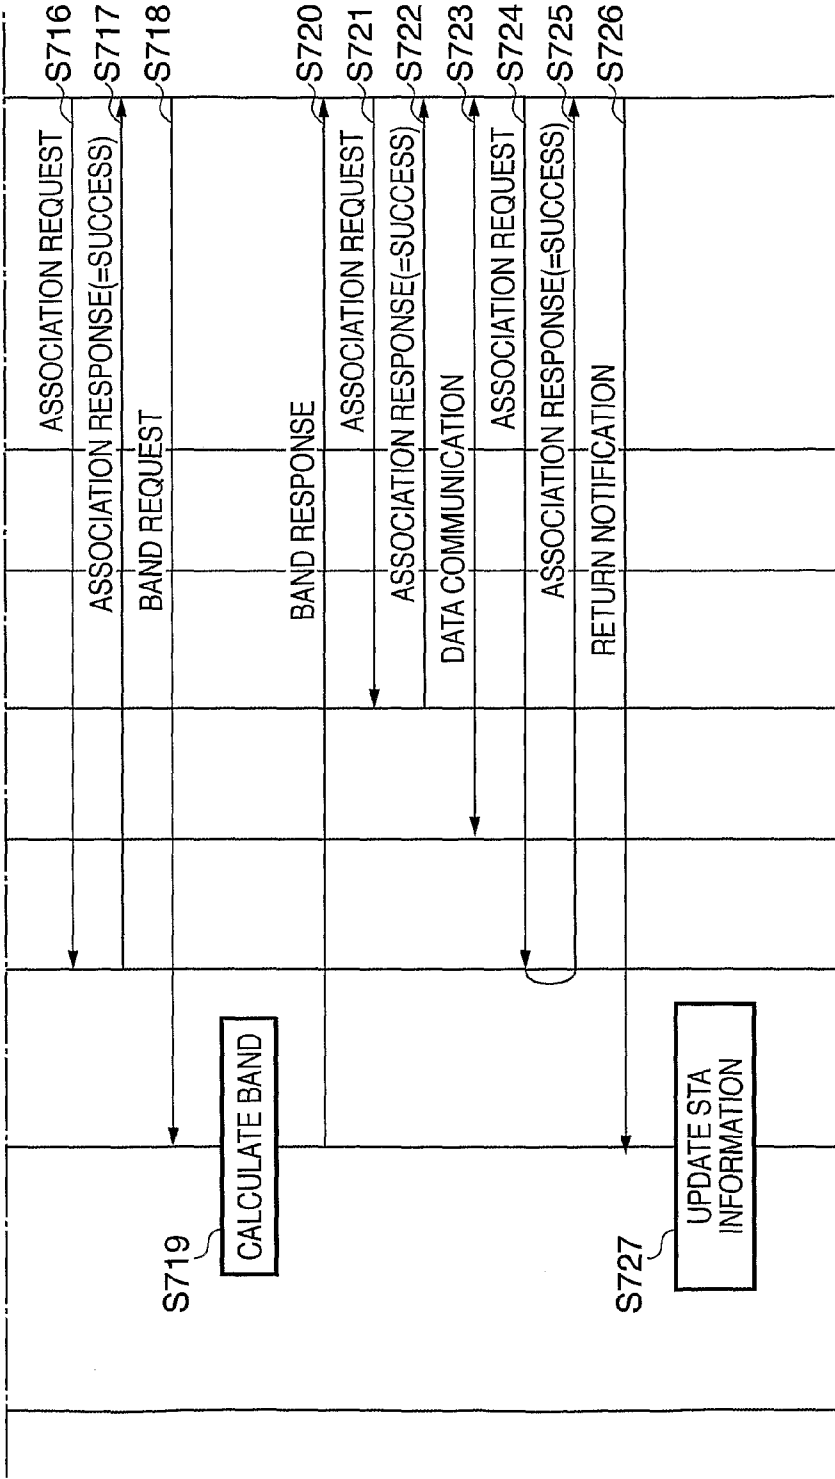 ASSOCIATION REQUEST
S716
ASSOCIATION RESPONSE(=SUCCESS)
S717
BAND REQUEST
S718
S719
CALCULATE BAND
BAND RESPONSE
S720
ASSOCIATION REQUEST
S721
ASSOCIATION RESPONSE(=SUCCESS)
S722
DATA COMMUNICATION
S723
ASSOCIATION REQUEST
S724
ASSOCIATION RESPONSE(=SUCCESS)
S725
RETURN NOTIFICATION
S726
S727
UPDATE STA
INFORMATION